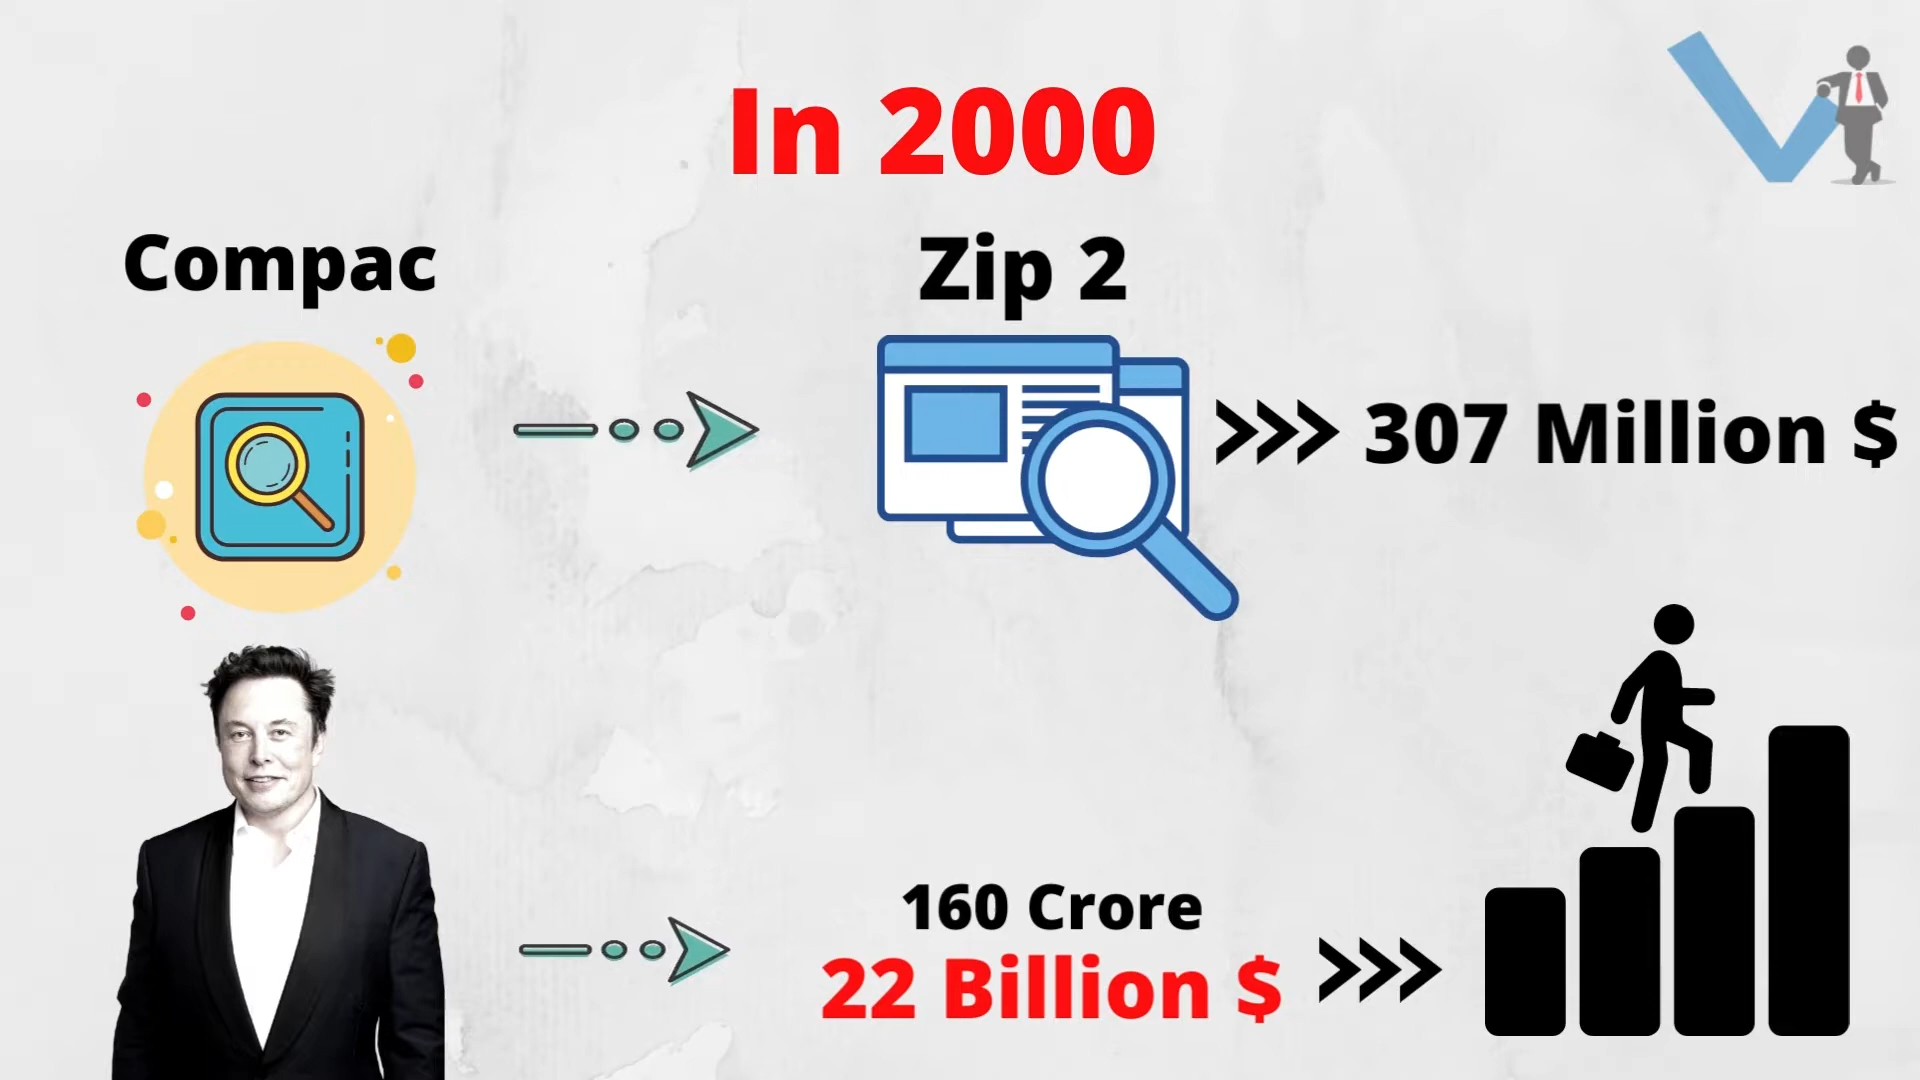 In 2000
Compac
Zip 2
307 Million $
160 Crore
22 Billion $